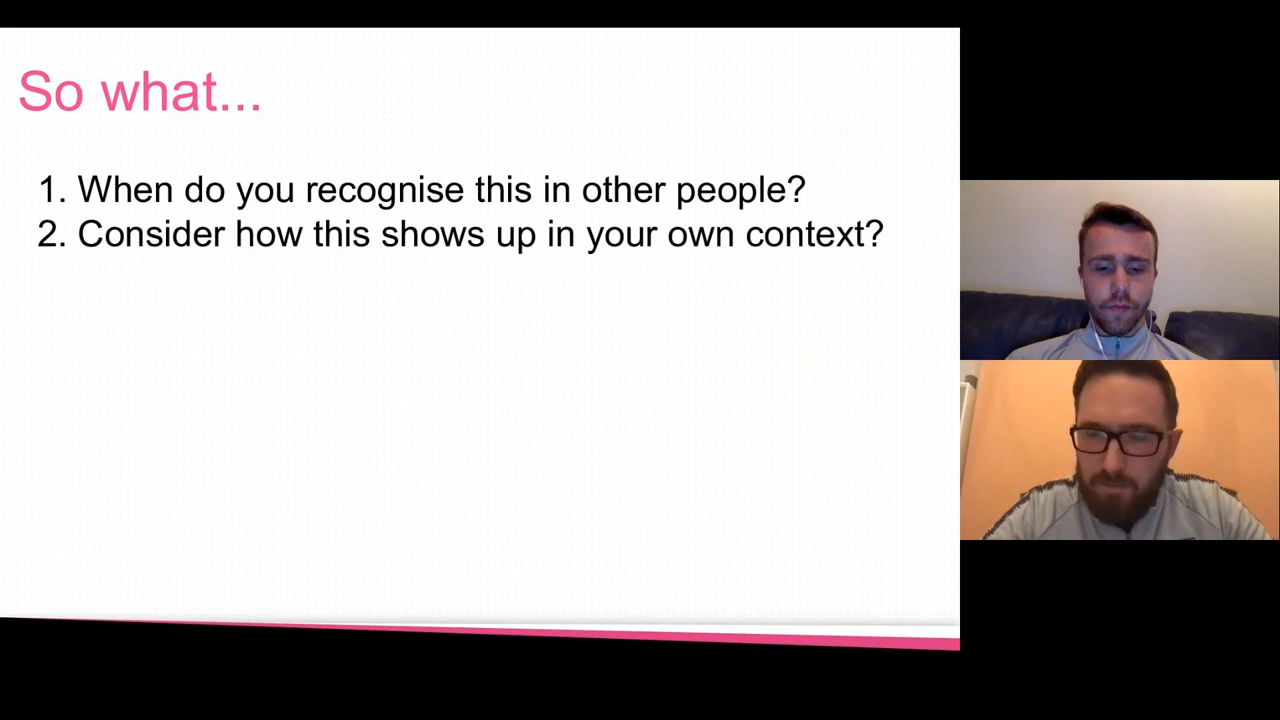 So what...
1. When do you recognise this in other people?
2. Consider how this shows up in your own context?